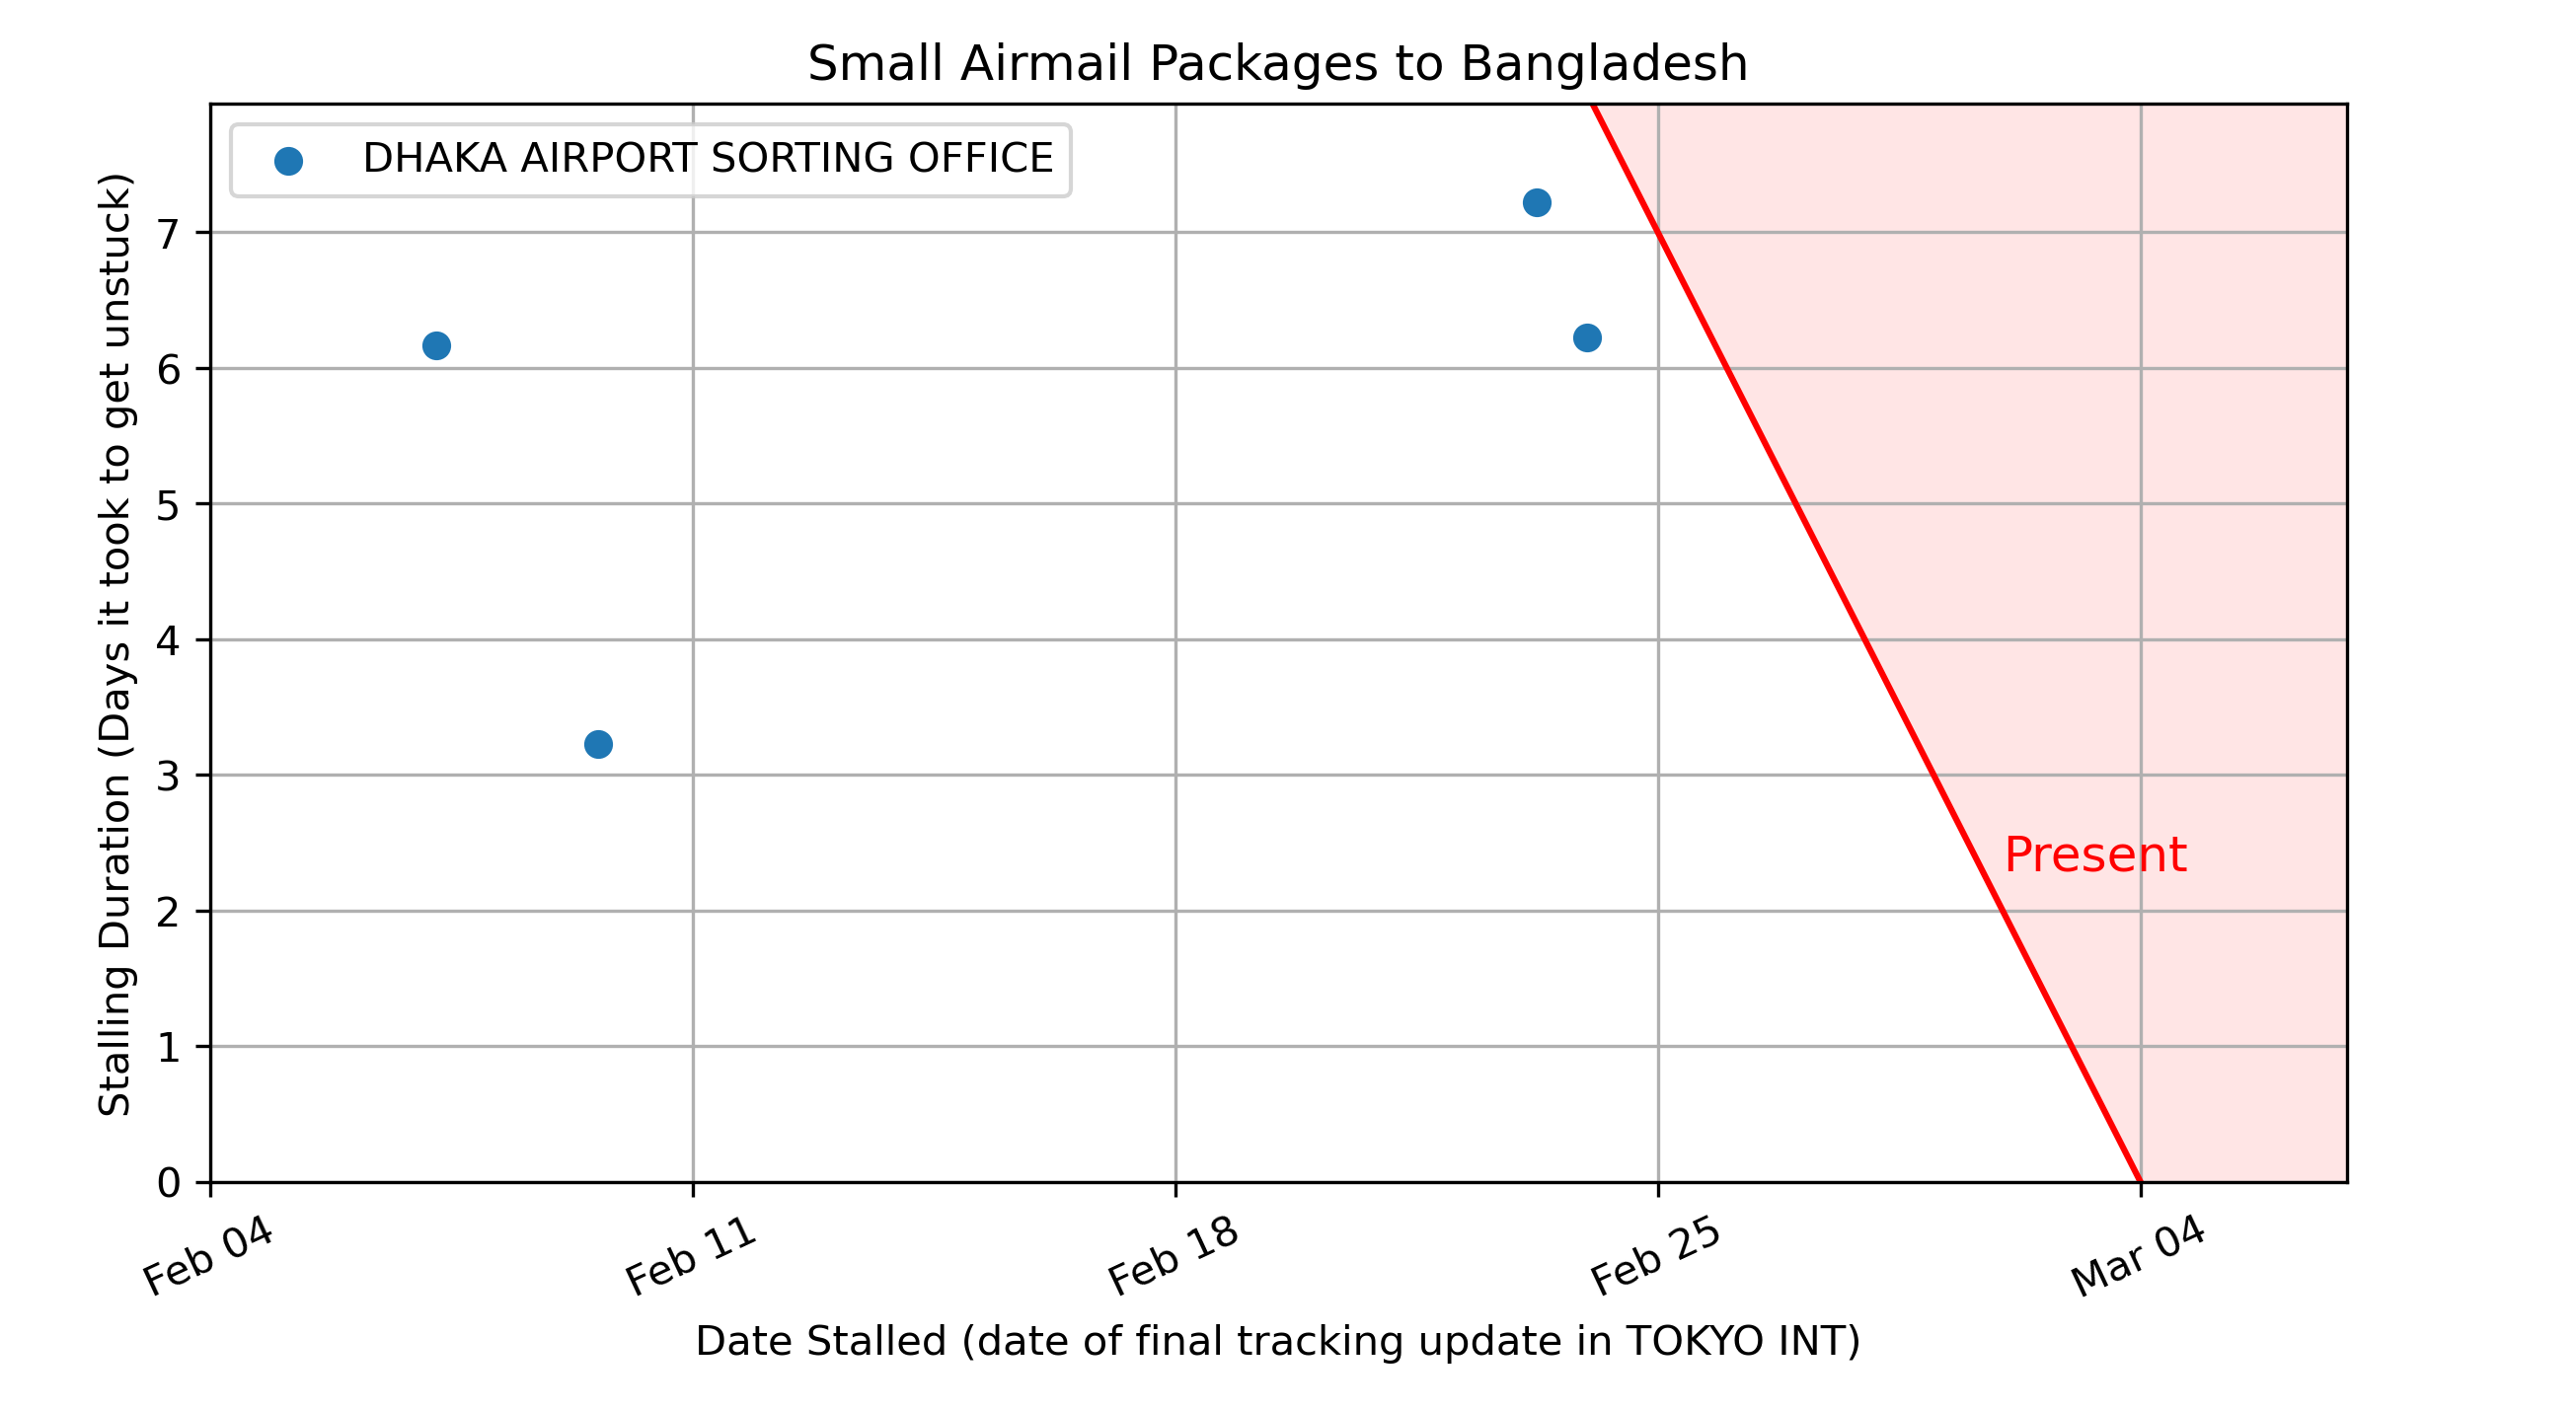 Small Airmail Packages to Bangladesh
DHAKA AIRPORT SORTING OFFICE
Stalling Duration (Days it took to get unstuck)
7
6
5
4
3
2
1
0
Present
Feb 04
Feb 11
Feb 18
Feb 25
Mar 04
Date Stalled (date of final tracking update in TOKYO INT)